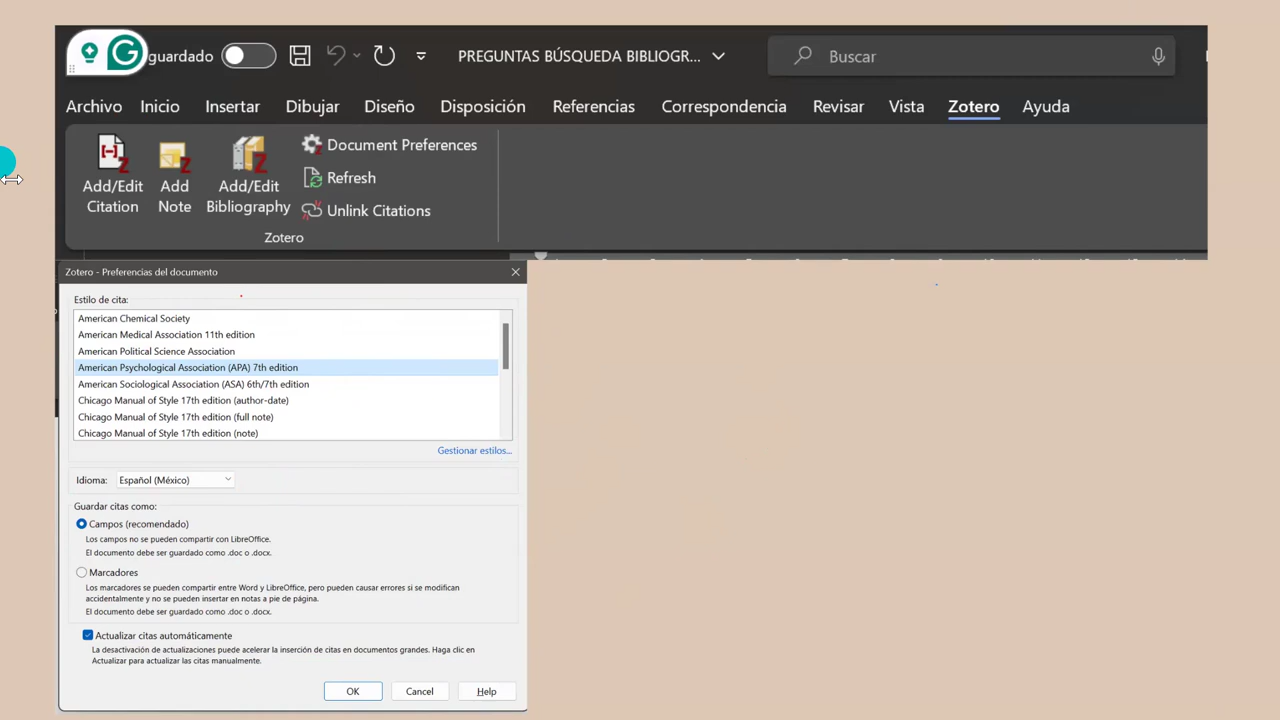 guardado
PREGUNTAS BÚSQUEDA BIBLIOGR...
Buscar
Archivo Inicio Insertar Dibujar Diseño Disposición Referencias Correspondencia Revisar Vista Zotero Ayuda
Add/Edit Citation
Add Note
Add/Edit Bibliography
Document Preferences
Refresh
Unlink Citations
Zotero
Zotero - Preferencias del documento
Estilo de cita:
American Chemical Society
American Medical Association 11th edition
American Political Science Association
American Psychological Association (APA) 7th edition
American Sociological Association (ASA) 6th/7th edition
Chicago Manual of Style 17th edition (author-date)
Chicago Manual of Style 17th edition (full note)
Chicago Manual of Style 17th edition (note)
Gestionar estilos...
Idioma: Español (México)
Guardar citas como:
Campos (recomendado)
Los campos no se pueden compartir con LibreOffice.
El documento debe ser guardado como .doc o .docx.
Marcadores
Los marcadores se pueden compartir entre Word y LibreOffice, pero pueden causar errores si se modifican
accidentalmente y no se pueden insertar en notas a pie de página.
El documento debe ser guardado como .doc o .docx.
Actualizar citas automáticamente
La desactivación de actualizaciones puede acelerar la inserción de citas en documentos grandes. Haga clic en
Actualizar para actualizar las citas manualmente.
OK Cancel Help